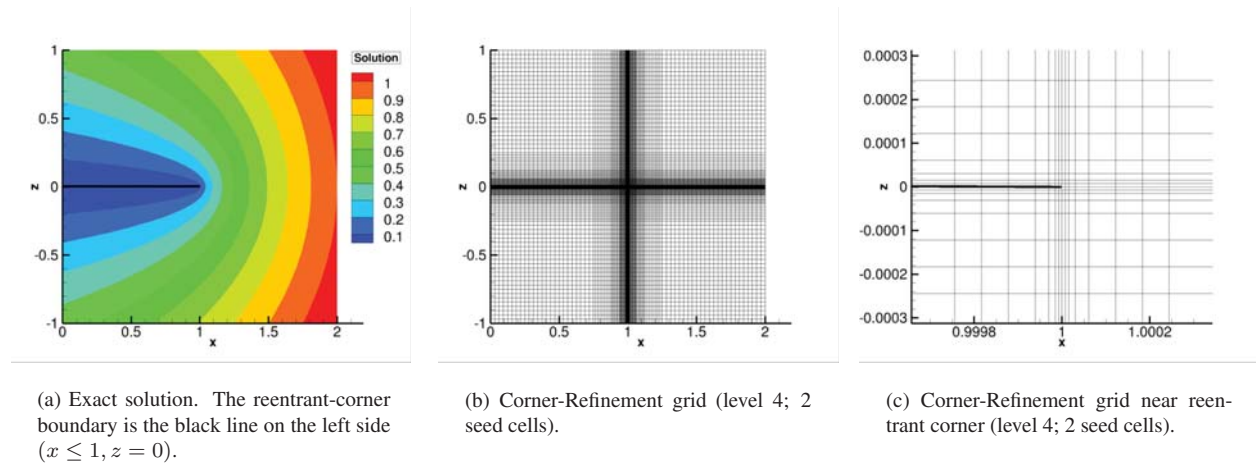 1
0.5
0
-0.5
-1
z
0
0.5
1
1.5
2
x
Solution
1
0.9
0.8
0.7
0.6
0.5
0.4
0.3
0.2
0.1
1
0.5
0
-0.5
-1
z
0
0.5
1
1.5
2
x
0.0003
0.0002
0.0001
0
-0.0001
-0.0002
-0.0003
z
0.9998
1
1.0002
x
(a) Exact solution. The reentrant-corner
boundary is the black line on the left side
(x ≤ 1, z = 0).
(b) Corner-Refinement grid (level 4; 2
seed cells).
(c) Corner-Refinement grid near reen-
trant corner (level 4; 2 seed cells).